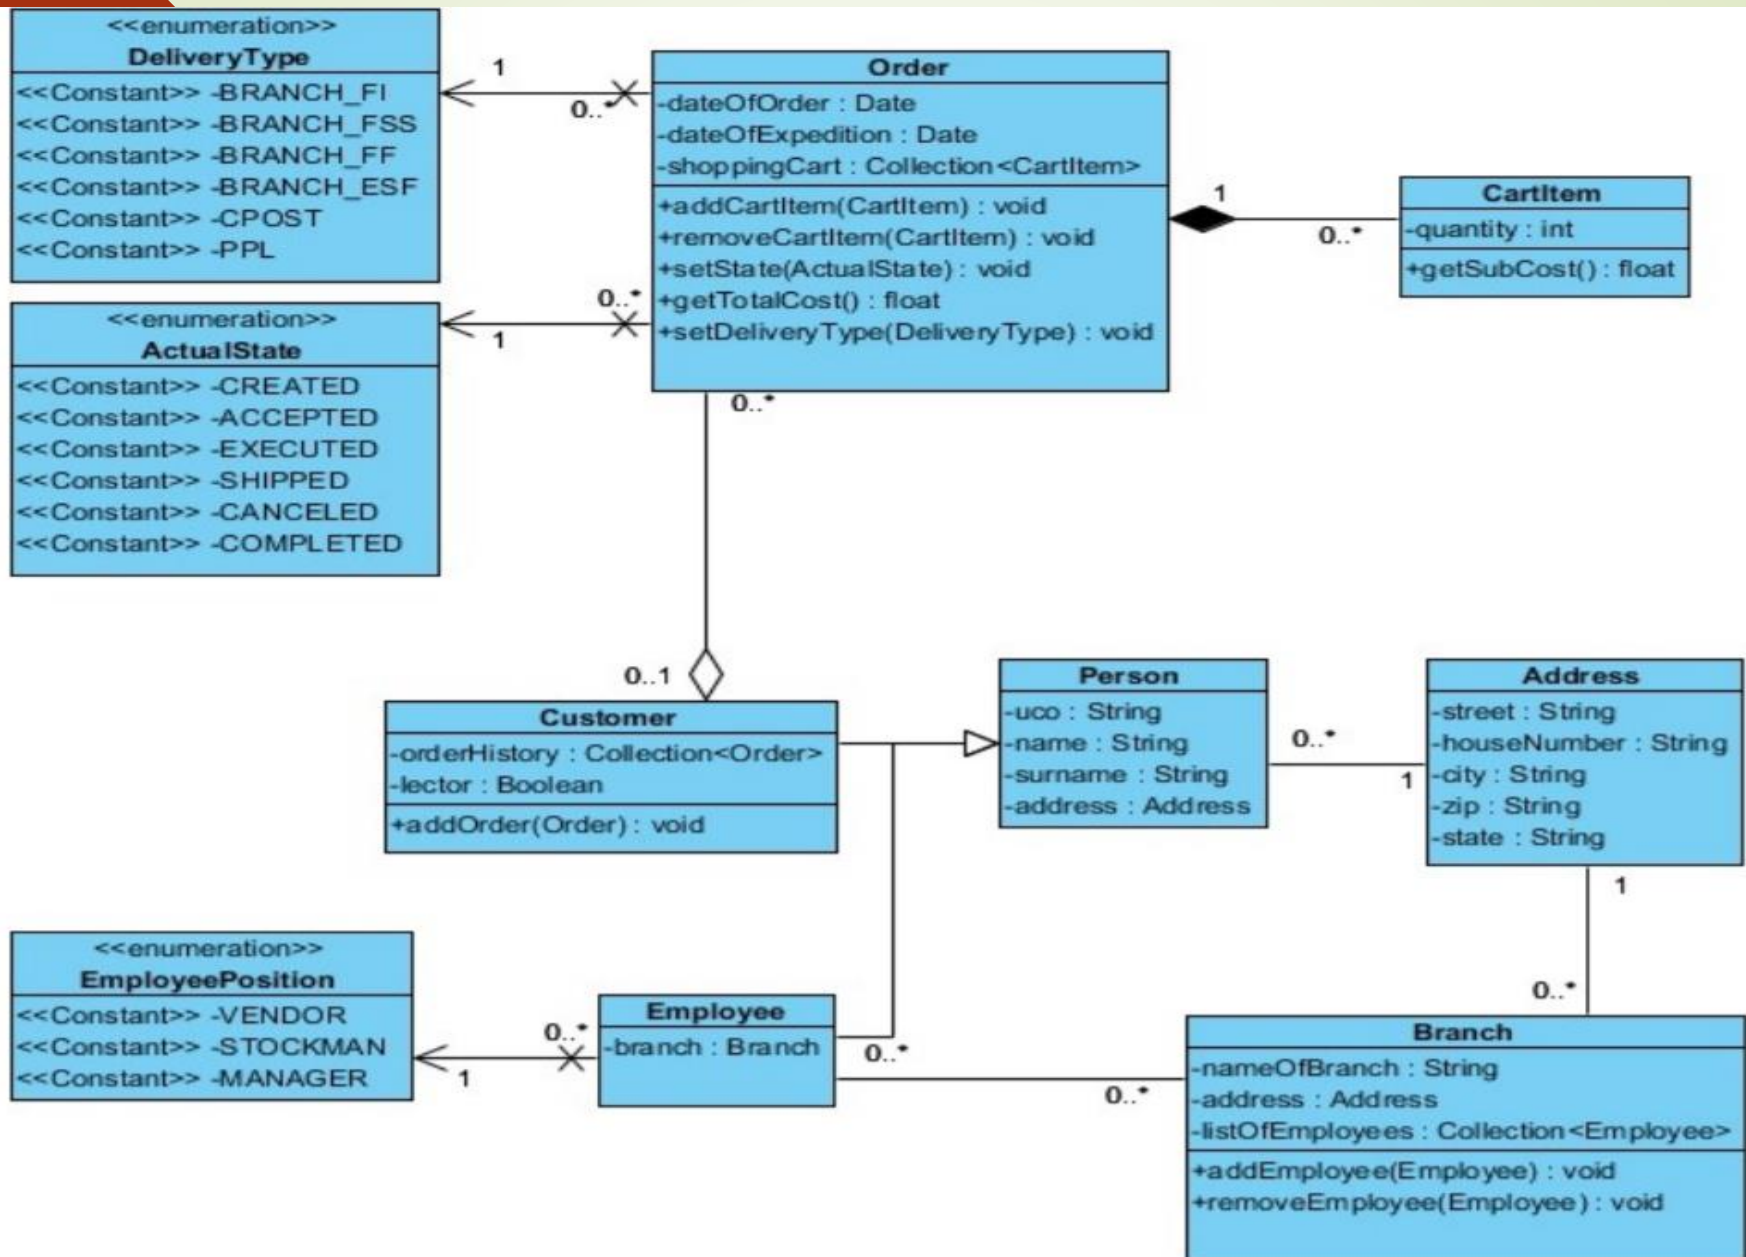 <<enumeration>>
DeliveryType
<<Constant>> -BRANCH_FI
<<Constant>> -BRANCH_FSS
<<Constant>> -BRANCH_FF
<<Constant>> -BRANCH_ESF
<<Constant>> -CPOST
<<Constant>> -PPL
1
0..*
Order
-dateOfOrder : Date
-dateOfExpedition : Date
-shoppingCart : Collection<CartItem>
+addCartItem(CartItem) : void
+removeCartItem(CartItem) : void
+setState(ActualState) : void
+getTotalCost() : float
+setDeliveryType(DeliveryType) : void
1
0..*
CartItem
-quantity : int
+getSubCost() : float
<<enumeration>>
ActualState
<<Constant>> -CREATED
<<Constant>> -ACCEPTED
<<Constant>> -EXECUTED
<<Constant>> -SHIPPED
<<Constant>> -CANCELED
<<Constant>> -COMPLETED
0..*
1
0..*
0..1
Customer
-orderHistory : Collection<Order>
-lector : Boolean
+addOrder(Order) : void
Person
-uco : String
-name : String
-surname : String
-address : Address
0..*
1
Address
-street : String
-houseNumber : String
-city : String
-zip : String
-state : String
1
0..*
<<enumeration>>
EmployeePosition
<<Constant>> -VENDOR
<<Constant>> -STOCKMAN
<<Constant>> -MANAGER
0..*
1
Employee
-branch : Branch
0..*
0..*
Branch
-nameOfBranch : String
-address : Address
-listOfEmployees : Collection<Employee>
+addEmployee(Employee) : void
+removeEmployee(Employee) : void